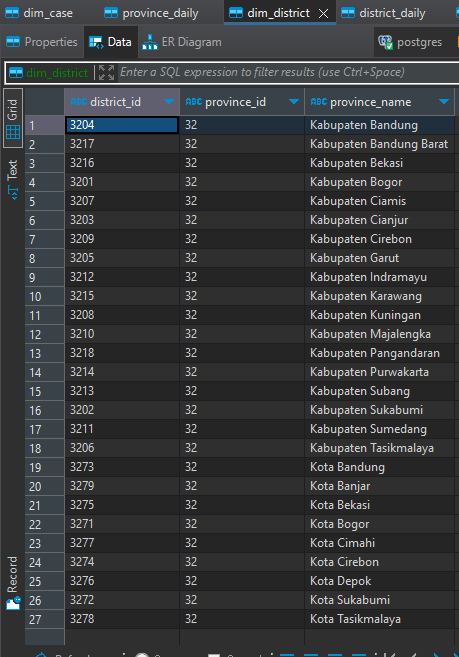 dim_case province_daily dim_district district_daily
Properties Data ER Diagram postgres
dim_district Enter a SQL expression to filter results (use Ctrl+Space)
Grid
Text
Record
ABC district_id ABC province_id ABC province_name
1 3204 32 Kabupaten Bandung
2 3217 32 Kabupaten Bandung Barat
3 3216 32 Kabupaten Bekasi
4 3201 32 Kabupaten Bogor
5 3207 32 Kabupaten Ciamis
6 3203 32 Kabupaten Cianjur
7 3209 32 Kabupaten Cirebon
8 3205 32 Kabupaten Garut
9 3212 32 Kabupaten Indramayu
10 3215 32 Kabupaten Karawang
11 3208 32 Kabupaten Kuningan
12 3210 32 Kabupaten Majalengka
13 3218 32 Kabupaten Pangandaran
14 3214 32 Kabupaten Purwakarta
15 3213 32 Kabupaten Subang
16 3202 32 Kabupaten Sukabumi
17 3211 32 Kabupaten Sumedang
18 3206 32 Kabupaten Tasikmalaya
19 3273 32 Kota Bandung
20 3279 32 Kota Banjar
21 3275 32 Kota Bekasi
22 3271 32 Kota Bogor
23 3277 32 Kota Cimahi
24 3274 32 Kota Cirebon
25 3276 32 Kota Depok
26 3272 32 Kota Sukabumi
27 3278 32 Kota Tasikmalaya